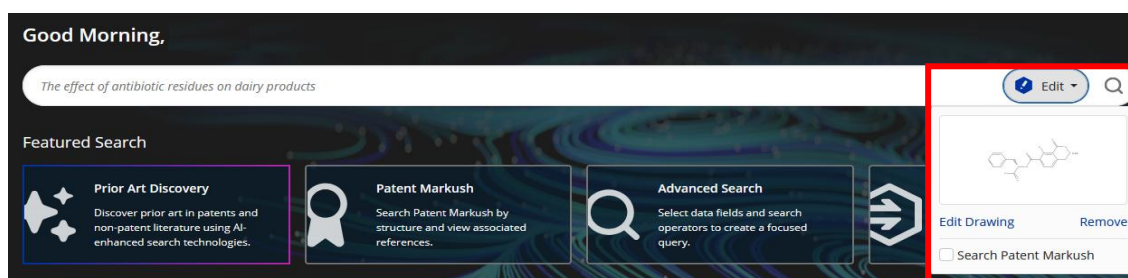 Good Morning,
The effect of antibiotic residues on dairy products
Edit
Featured Search
Prior Art Discovery
Discover prior art in patents and
non-patent literature using AI-
enhanced search technologies.
Patent Markush
Search Patent Markush by
structure and view associated
references.
Advanced Search
Select data fields and search
operators to create a focused
query.
Edit Drawing
Remove
Search Patent Markush